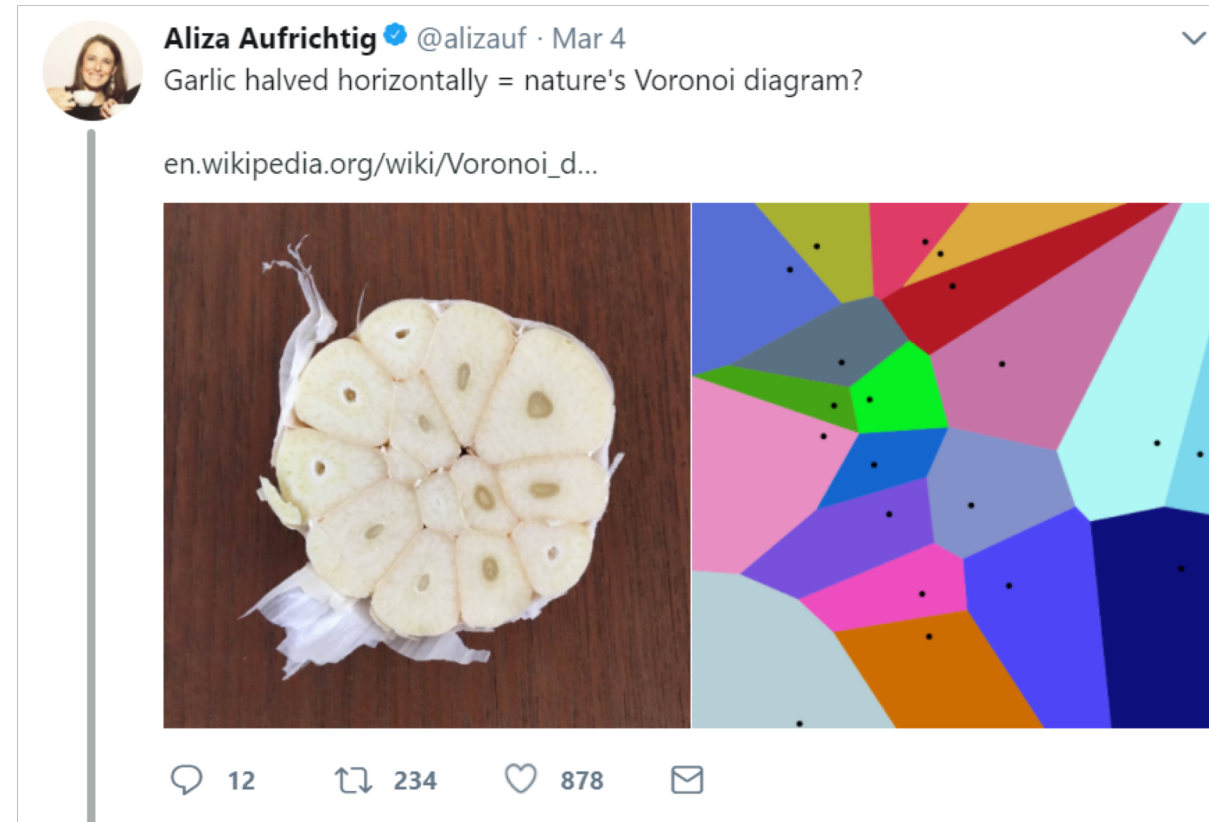 Aliza Aufrichtig @alizauf · Mar 4
Garlic halved horizontally = nature's Voronoi diagram?
en.wikipedia.org/wiki/Voronoi_d...
12 234 878